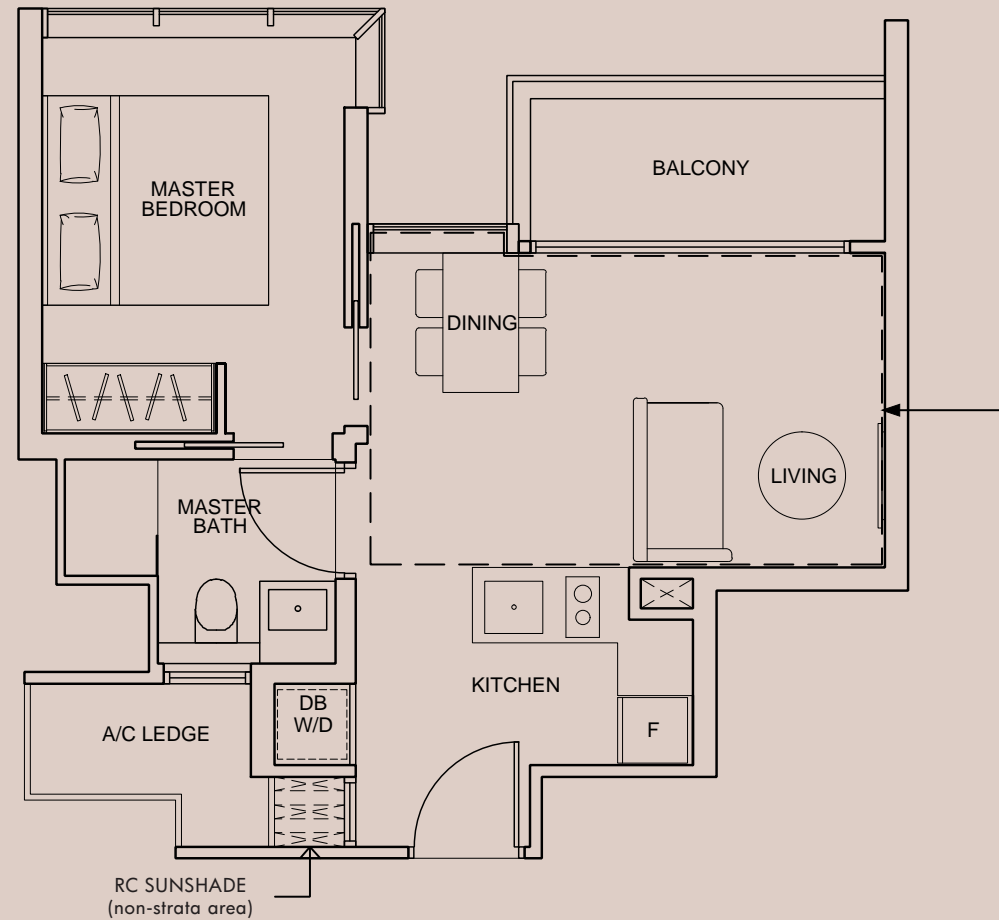 BALCONY
MASTER
BEDROOM
DINING
LIVING
MASTER
BATH
KITCHEN
DB
W/D
F
A/C LEDGE
RC SUNSHADE
(non-strata area)